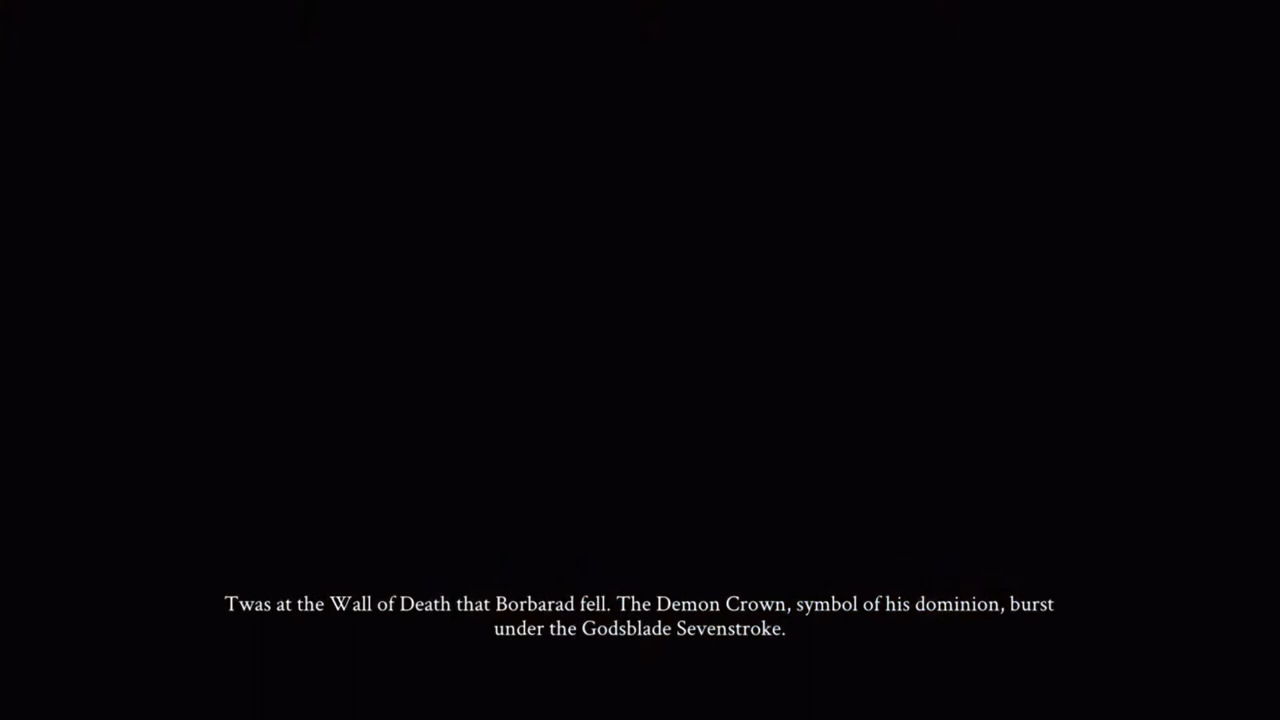 Twas at the Wall of Death that Borbarad fell. The Demon Crown, symbol of his dominion, burst
under the Godsblade Sevenstroke.